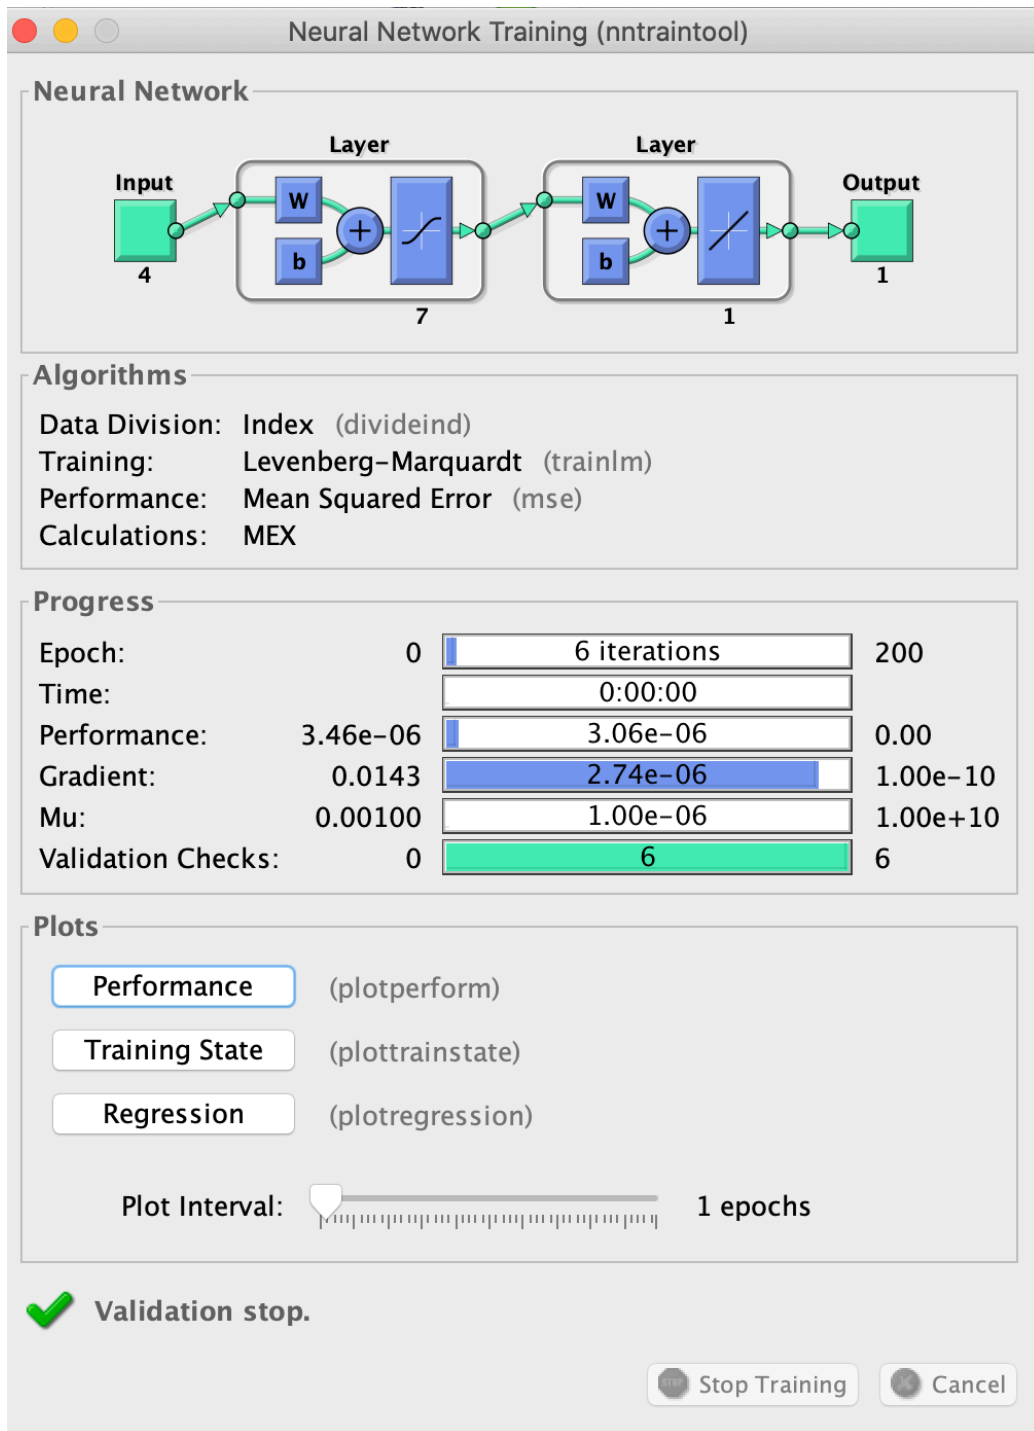 Neural Network Training (nntraintool)
Neural Network
Layer Layer
Input Output
W W
b b
4 1
7 1
Algorithms
Data Division: Index (divideind)
Training: Levenberg-Marquardt (trainlm)
Performance: Mean Squared Error (mse)
Calculations: MEX
Progress
Epoch: 0 6 iterations 200
Time: 0:00:00
Performance: 3.46e-06 3.06e-06 0.00
Gradient: 0.0143 2.74e-06 1.00e-10
Mu: 0.00100 1.00e-06 1.00e+10
Validation Checks: 0 6 6
Plots
Performance (plotperform)
Training State (plottrainstate)
Regression (plotregression)
Plot Interval: 1 epochs
Validation stop.
STOP Stop Training Cancel